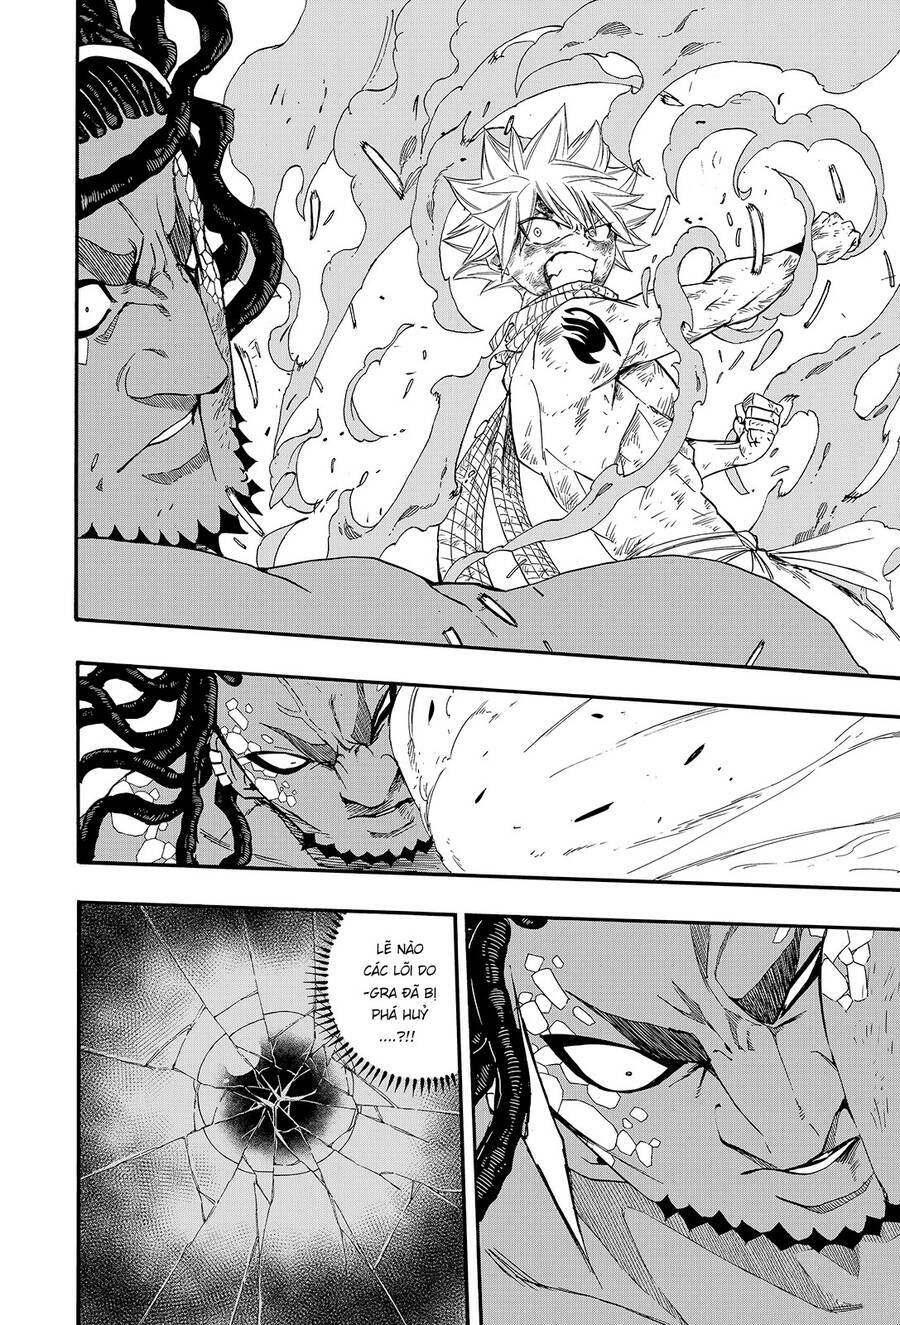 LẼ NÀO
CÁC LÕI DO
-GRA ĐÃ BỊ
PHÁ HUỶ
....?!!